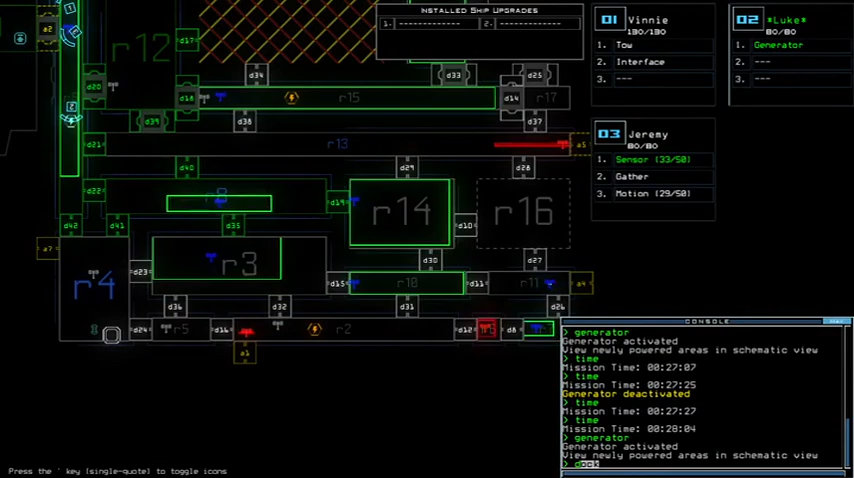 INSTALLED SHIP UPGRADES
1. -------------- 2. --------------
01 Vinnie
130/130
1. Tow
2. Interface
3. ---
02 *Luke*
80/80
1. Generator
2. ---
3. ---
03 Jeremy
80/80
1. Sensor (33/50)
2. Gather
3. Motion (29/50)
a2
r12
d17
d34
d33
d25
d20
d18
r15
d14
r17
d39
d38
d37
d21
r13
a5
d40
d29
d28
d22
d19
r14
r16
d10
d42
d41
d35
a7
d23
r3
d30
d27
r4
d15
r10
d11
r11
a4
d36
d32
d31
d26
d24
r5
d16
r2
d12
d8
a1
CONSOLE
> generator
Generator activated
View newly powered areas in schematic view
> time
Mission Time: 00:27:07
> time
Mission Time: 00:27:25
Generator deactivated
> time
Mission Time: 00:27:27
> time
Mission Time: 00:28:04
> generator
Generator activated
View newly powered areas in schematic view
> dock
Press the ' key (single-quote) to toggle icons